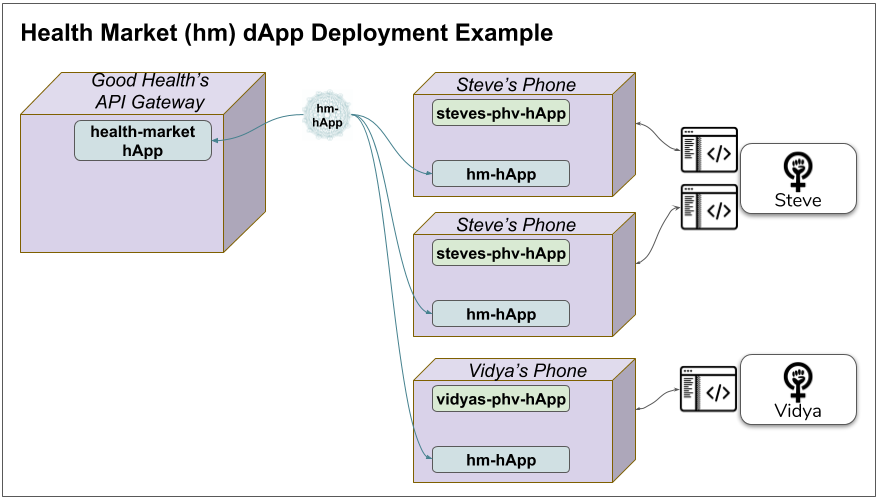 Health Market (hm) dApp Deployment Example
Good Health's
API Gateway
health-market
hApp
hm-
hApp
Steve's Phone
steves-phv-hApp
hm-hApp
</>
</>
Steve
Steve's Phone
steves-phv-hApp
hm-hApp
Vidya's Phone
vidyas-phv-hApp
hm-hApp
</>
Vidya